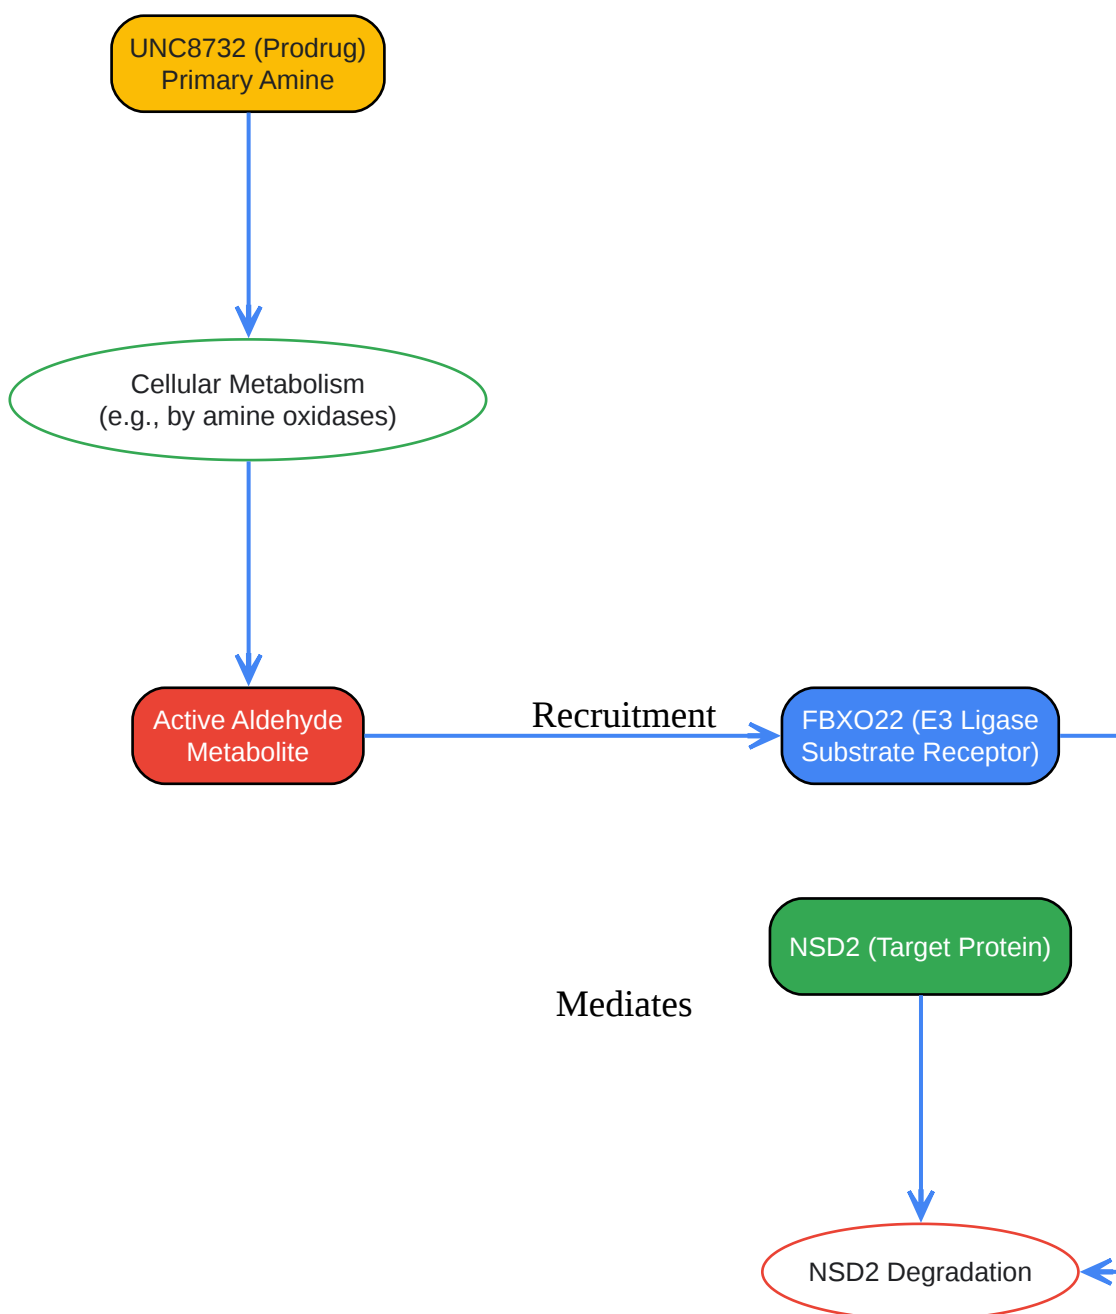 UNC8732 (Prodrug)
Primary Amine
Cellular Metabolism
(e.g., by amine oxidases)
Active Aldehyde
Metabolite
Recruitment
FBXO22 (E3 Ligase
Substrate Receptor)
NSD2 (Target Protein)
Mediates
NSD2 Degradation